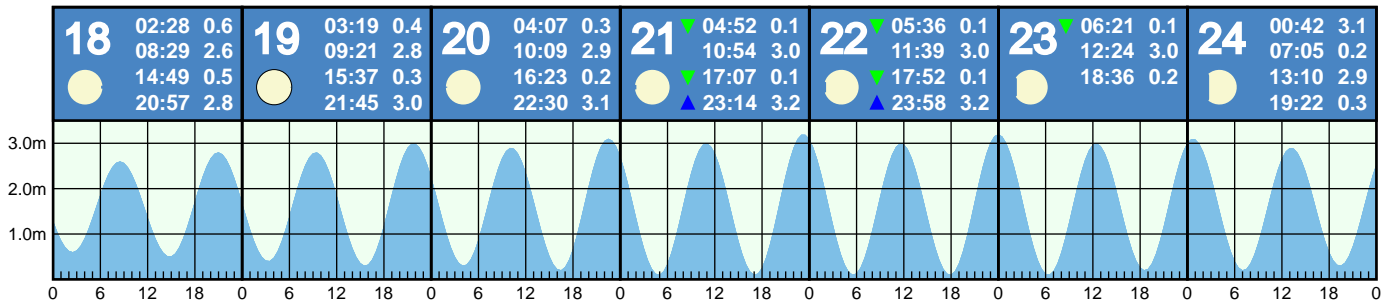 18 02:28 0.6
08:29 2.6
14:49 0.5
20:57 2.8
19 03:19 0.4
09:21 2.8
15:37 0.3
21:45 3.0
20 04:07 0.3
10:09 2.9
16:23 0.2
22:30 3.1
21 ▼ 04:52 0.1
10:54 3.0
▼ 17:07 0.1
▲ 23:14 3.2
22 ▼ 05:36 0.1
11:39 3.0
▼ 17:52 0.1
▲ 23:58 3.2
23 ▼ 06:21 0.1
12:24 3.0
18:36 0.2
24 00:42 3.1
07:05 0.2
13:10 2.9
19:22 0.3
3.0m
2.0m
1.0m
0 6 12 18 0 6 12 18 0 6 12 18 0 6 12 18 0 6 12 18 0 6 12 18 0 6 12 18 0